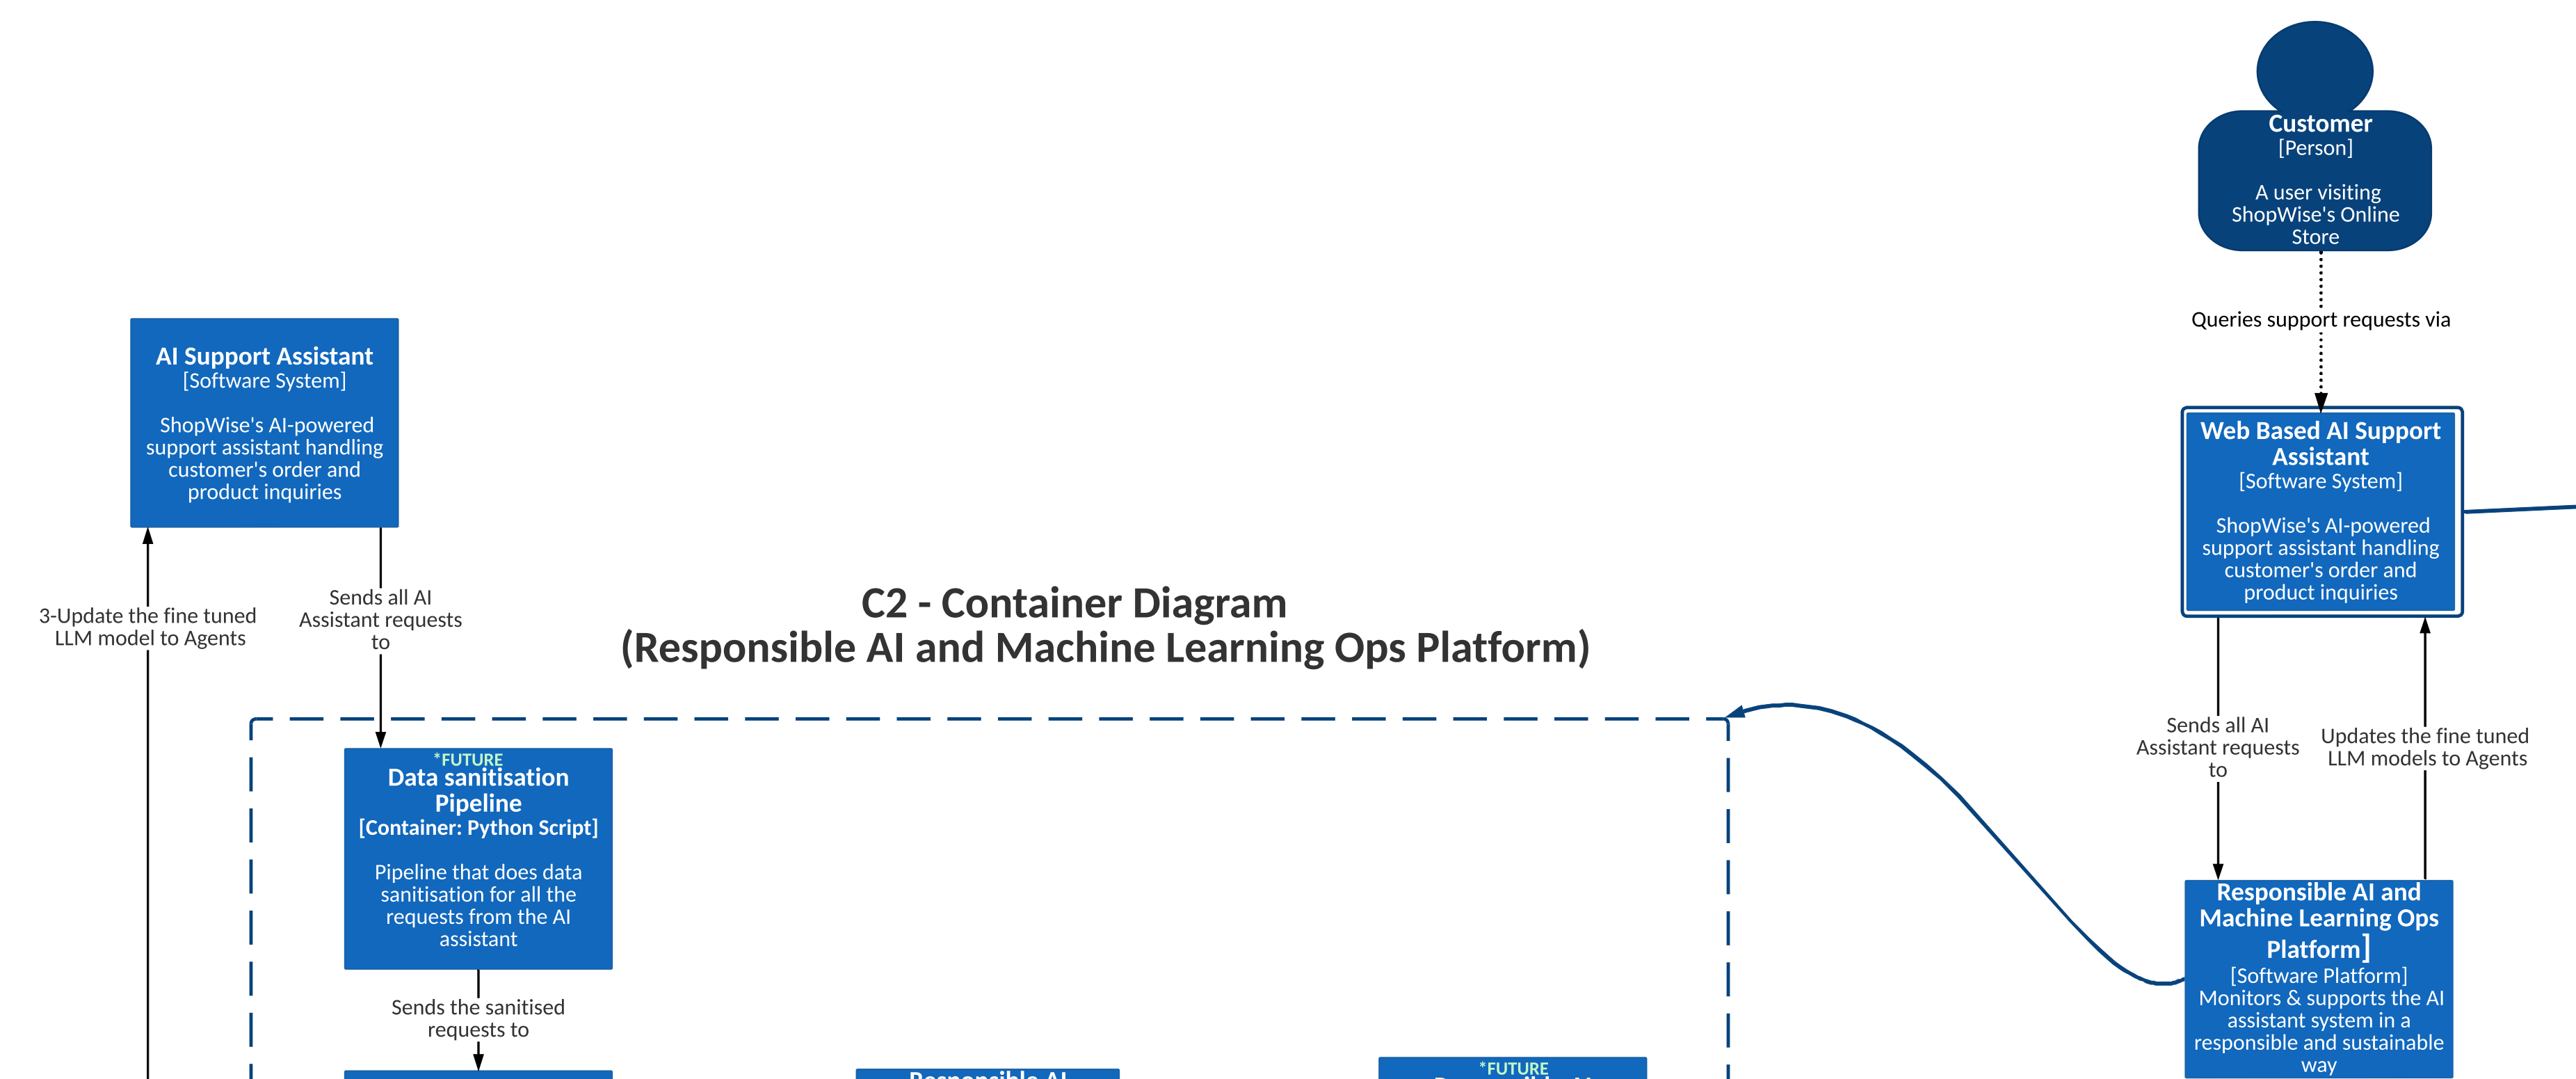 Customer
[Person]
A user visiting
ShopWise's Online
Store
Queries support requests via
AI Support Assistant
[Software System]
ShopWise's AI-powered
support assistant handling
customer's order and
product inquiries
Web Based AI Support
Assistant
[Software System]
ShopWise's AI-powered
support assistant handling
customer's order and
product inquiries
3-Update the fine tuned
LLM model to Agents
Sends all AI
Assistant requests
to
C2 - Container Diagram
(Responsible AI and Machine Learning Ops Platform)
Sends all AI
Assistant requests
to
Updates the fine tuned
LLM models to Agents
*FUTURE
Data sanitisation
Pipeline
[Container: Python Script]
Pipeline that does data
sanitisation for all the
requests from the AI
assistant
Sends the sanitised
requests to
Responsible AI and
Machine Learning Ops
Platform]
[Software Platform]
Monitors & supports the AI
assistant system in a
responsible and sustainable
way
Responsible AI
*FUTURE